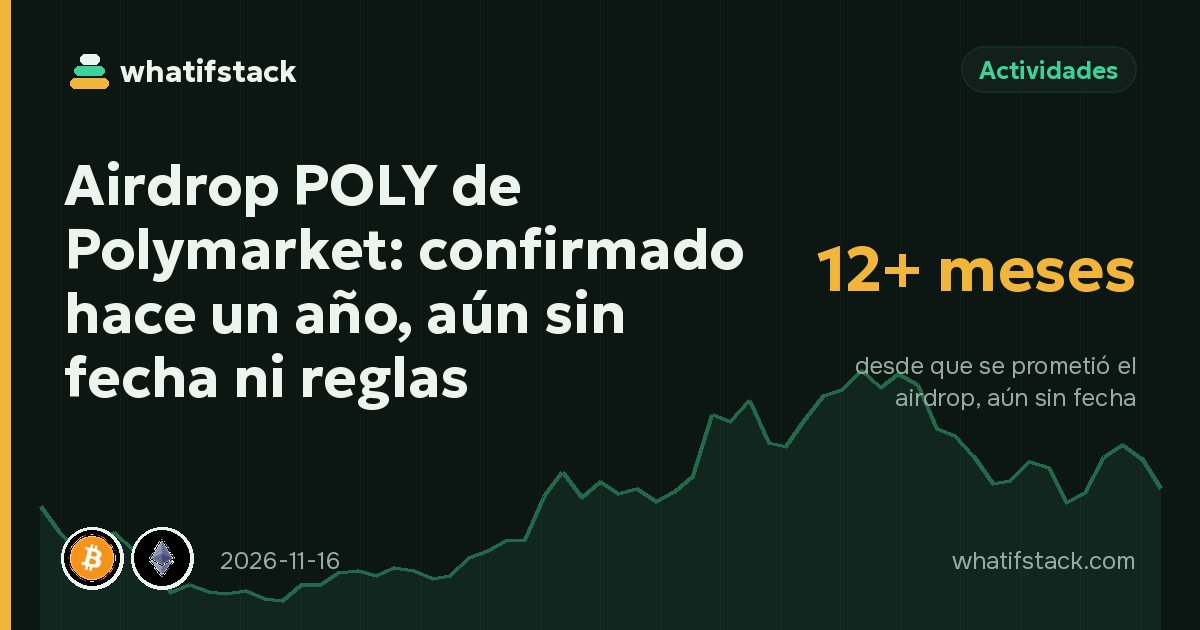 whatifstack
Actividades
Airdrop POLY de
Polymarket: confirmado
hace un año, aún sin
fecha ni reglas
12+ meses
desde que se prometió el
airdrop, aún sin fecha
2026-11-16
whatifstack.com